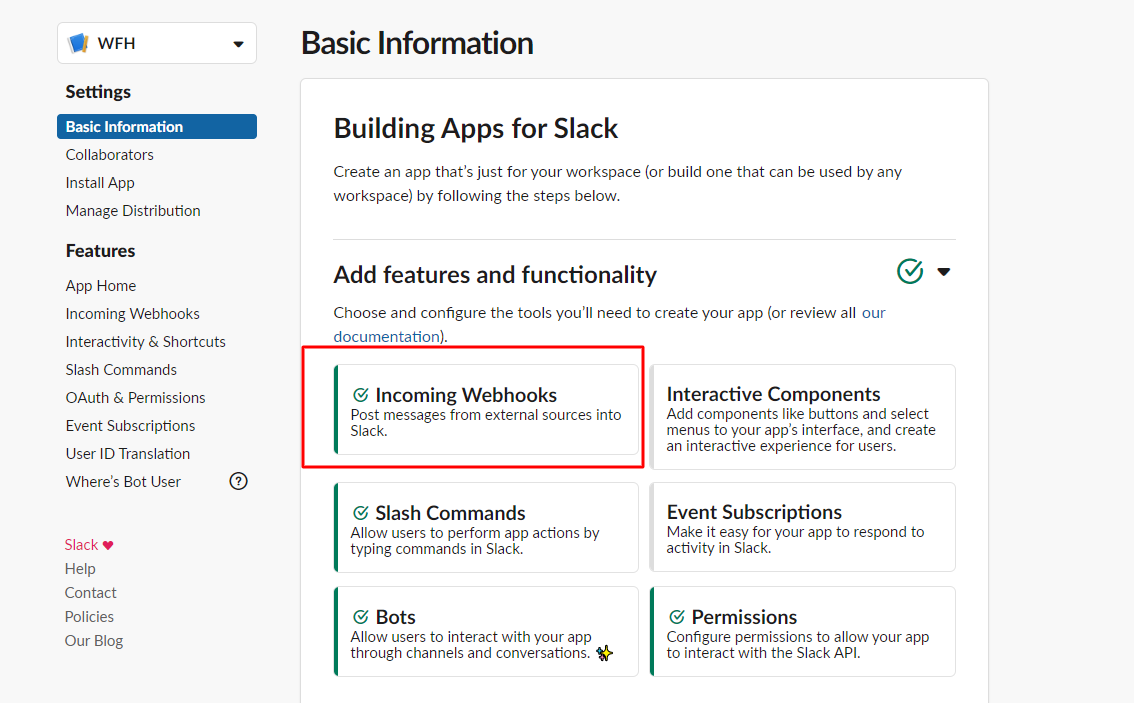 WFH
Settings
Basic Information
Collaborators
Install App
Manage Distribution
Features
App Home
Incoming Webhooks
Interactivity & Shortcuts
Slash Commands
OAuth & Permissions
Event Subscriptions
User ID Translation
Where's Bot User
?
Slack ♥
Help
Contact
Policies
Our Blog
Basic Information
Building Apps for Slack
Create an app that's just for your workspace (or build one that can be used by any
workspace) by following the steps below.
Add features and functionality
Choose and configure the tools you'll need to create your app (or review all our
documentation).
Incoming Webhooks
Post messages from external sources into
Slack.
Interactive Components
Add components like buttons and select
menus to your app's interface, and create
an interactive experience for users.
Slash Commands
Allow users to perform app actions by
typing commands in Slack.
Event Subscriptions
Make it easy for your app to respond to
activity in Slack.
Bots
Allow users to interact with your app
through channels and conversations. ✨
Permissions
Configure permissions to allow your app
to interact with the Slack API.